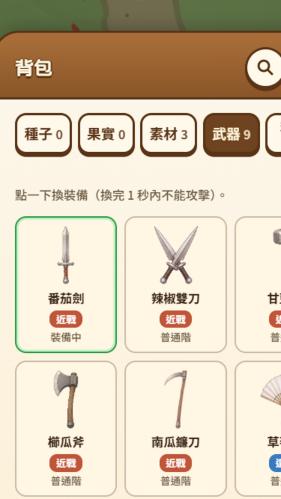 背包
種子 0 果實 0 素材 3 武器 9
點一下換裝備（換完 1 秒內不能攻擊）。
番茄劍 辣椒雙刀 甘
近戰 近戰
裝備中 普通階 普
櫛瓜斧 南瓜鐮刀 草
近戰 近戰
普通階 普通階 普